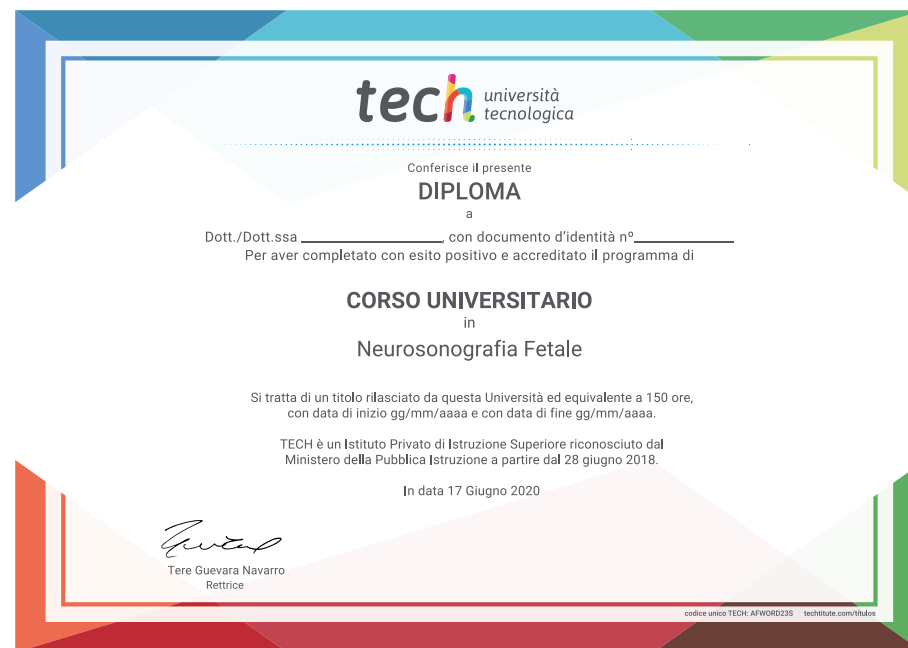 tech università
tecnologica
Conferisce il presente
DIPLOMA
a
Dott./Dott.ssa ____________________, con documento d'identità nº______________
Per aver completato con esito positivo e accreditato il programma di
CORSO UNIVERSITARIO
in
Neurosonografia Fetale
Si tratta di un titolo rilasciato da questa Università ed equivalente a 150 ore,
con data di inizio gg/mm/aaaa e con data di fine gg/mm/aaaa.
TECH è un Istituto Privato di Istruzione Superiore riconosciuto dal
Ministero della Pubblica Istruzione a partire dal 28 giugno 2018.
In data 17 Giugno 2020
Tere Guevara Navarro
Rettrice
codice unico TECH: AFWORD23S techtitute.com/titulos